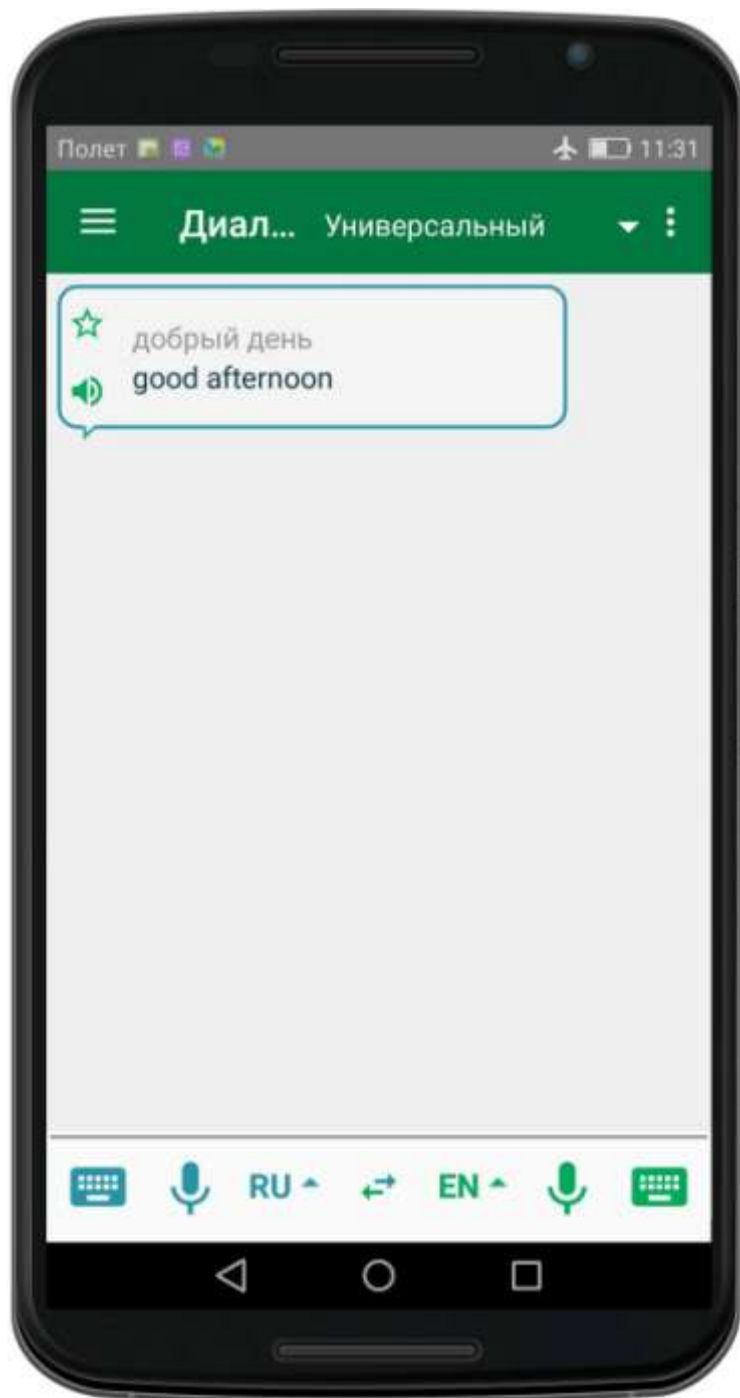 Полет 11:31
Диал... Универсальный
добрый день
good afternoon
RU EN